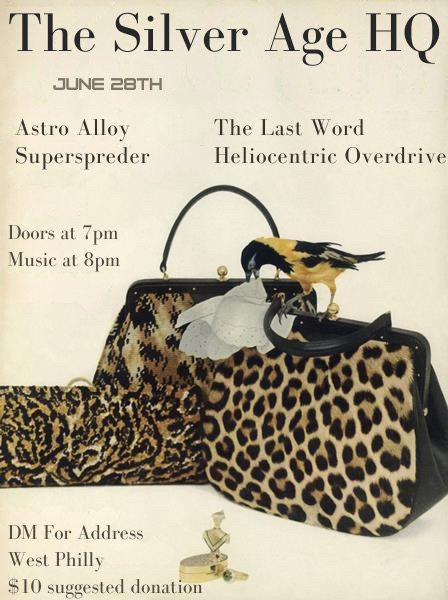 The Silver Age HQ
JUNE 28TH
Astro Alloy
Superspreder
The Last Word
Heliocentric Overdrive
Doors at 7pm
Music at 8pm
DM For Address
West Philly
$10 suggested donation